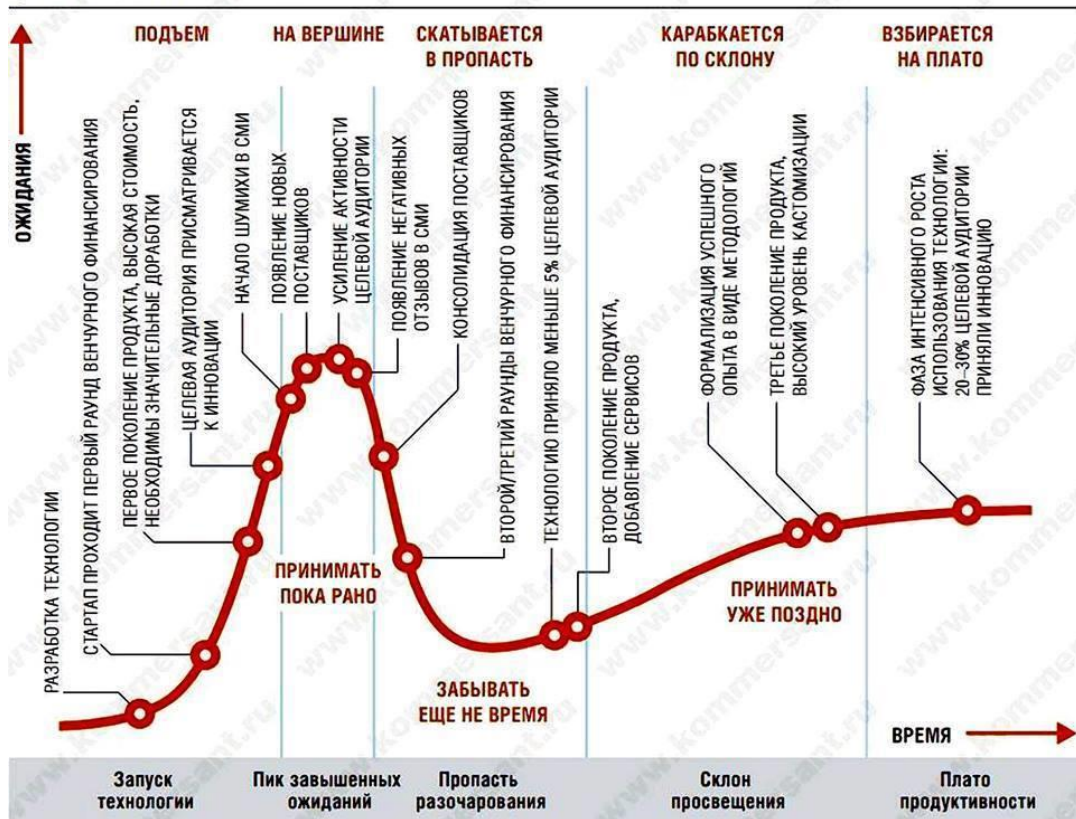 ПОДЪЕМ
НА ВЕРШИНЕ
СКАТЫВАЕТСЯ
В ПРОПАСТЬ
КАРАБКАЕТСЯ
ПО СКЛОНУ
ВЗБИРАЕТСЯ
НА ПЛАТО
ОЖИДАНИЯ
РАЗРАБОТКА ТЕХНОЛОГИИ
СТАРТАП ПРОХОДИТ ПЕРВЫЙ РАУНД ВЕНЧУРНОГО ФИНАНСИРОВАНИЯ
ПЕРВОЕ ПОКОЛЕНИЕ ПРОДУКТА, ВЫСОКАЯ СТОИМОСТЬ,
НЕОБХОДИМЫ ЗНАЧИТЕЛЬНЫЕ ДОРАБОТКИ
ЦЕЛЕВАЯ АУДИТОРИЯ ПРИСМАТРИВАЕТСЯ
К ИННОВАЦИИ
НАЧАЛО ШУМИХИ В СМИ
ПОЯВЛЕНИЕ НОВЫХ
ПОСТАВЩИКОВ
УСИЛЕНИЕ АКТИВНОСТИ
ЦЕЛЕВОЙ АУДИТОРИИ
ПОЯВЛЕНИЕ НЕГАТИВНЫХ
ОТЗЫВОВ В СМИ
КОНСОЛИДАЦИЯ ПОСТАВЩИКОВ
ВТОРОЙ/ТРЕТИЙ РАУНДЫ ВЕНЧУРНОГО ФИНАНСИРОВАНИЯ
ТЕХНОЛОГИЮ ПРИНЯЛО МЕНЬШЕ 5% ЦЕЛЕВОЙ АУДИТОРИИ
ВТОРОЕ ПОКОЛЕНИЕ ПРОДУКТА,
ДОБАВЛЕНИЕ СЕРВИСОВ
ФОРМАЛИЗАЦИЯ УСПЕШНОГО
ОПЫТА В ВИДЕ МЕТОДОЛОГИЙ
ТРЕТЬЕ ПОКОЛЕНИЕ ПРОДУКТА,
ВЫСОКИЙ УРОВЕНЬ КАСТОМИЗАЦИИ
ФАЗА ИНТЕНСИВНОГО РОСТА
ИСПОЛЬЗОВАНИЯ ТЕХНОЛОГИИ:
20–30% ЦЕЛЕВОЙ АУДИТОРИИ
ПРИНЯЛИ ИННОВАЦИЮ
ПРИНИМАТЬ
ПОКА РАНО
ПРИНИМАТЬ
УЖЕ ПОЗДНО
ЗАБЫВАТЬ
ЕЩЕ НЕ ВРЕМЯ
ВРЕМЯ
Запуск
технологии
Пик завышенных
ожиданий
Пропасть
разочарования
Склон
просвещения
Плато
продуктивности
www.kommersant.ru